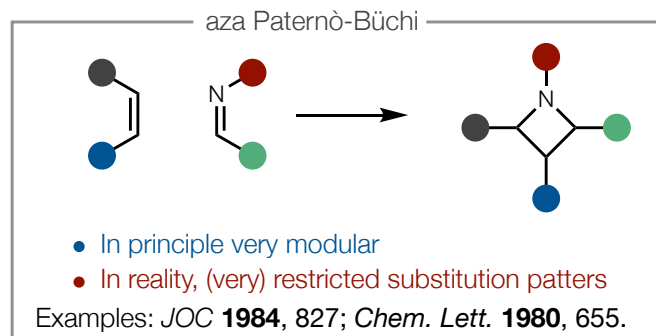 aza Paternò-Büchi
N
N
In principle very modular
In reality, (very) restricted substitution patters
Examples: JOC 1984, 827; Chem. Lett. 1980, 655.